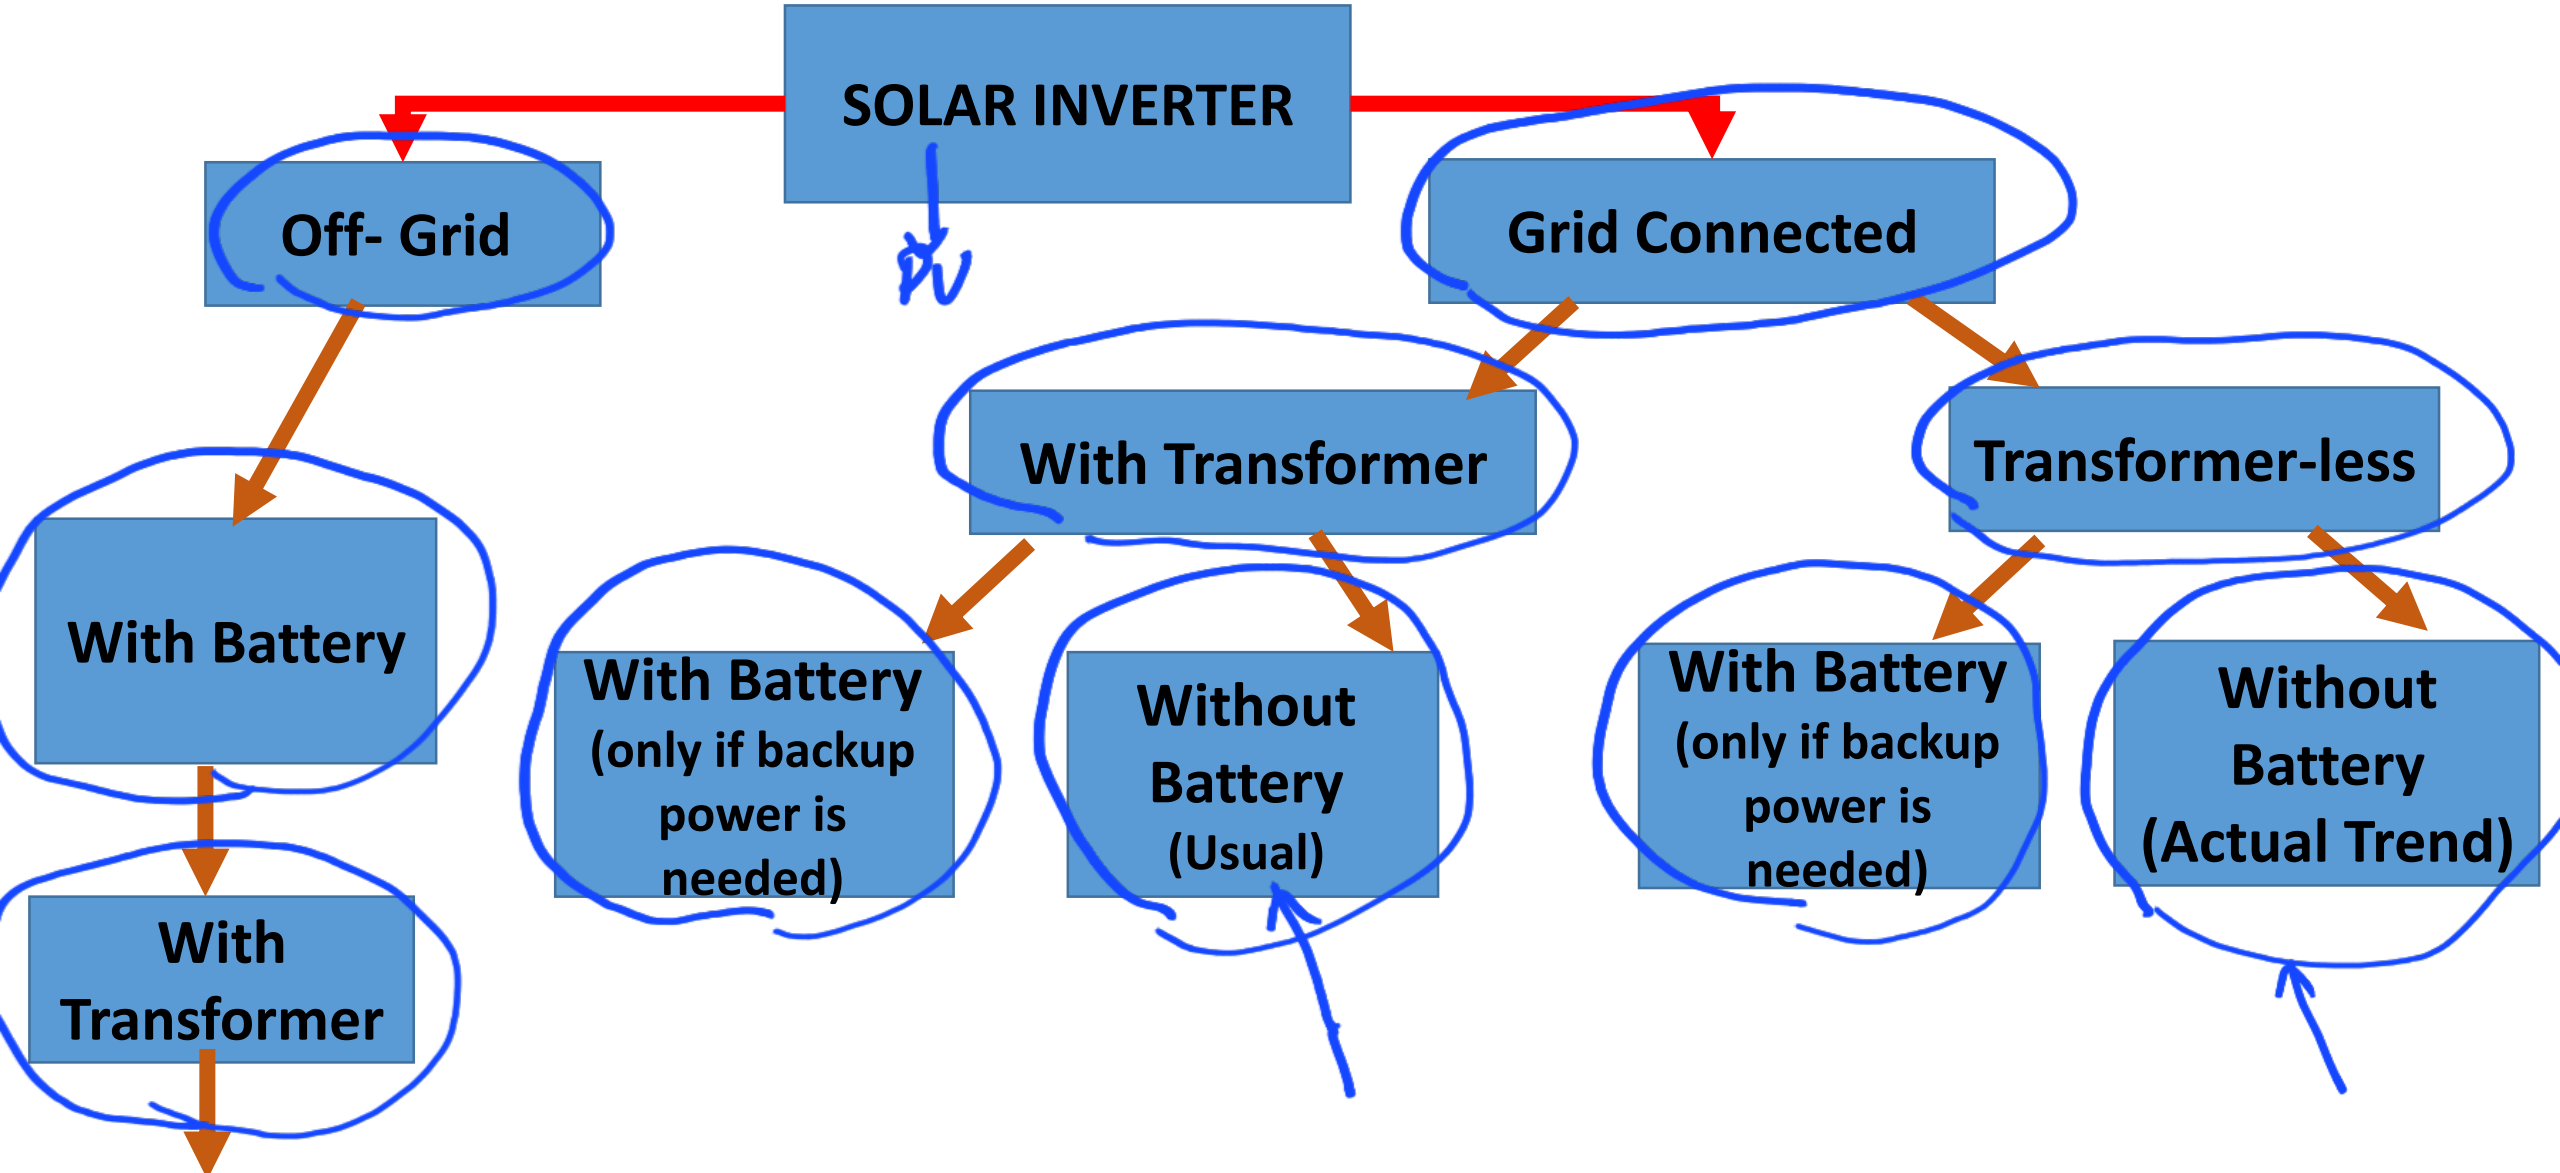 SOLAR INVERTER
Off- Grid
Grid Connected
PV
With Transformer
Transformer-less
With Battery
With Battery
(only if backup
power is
needed)
Without
Battery
(Usual)
With Battery
(only if backup
power is
needed)
Without
Battery
(Actual Trend)
With
Transformer